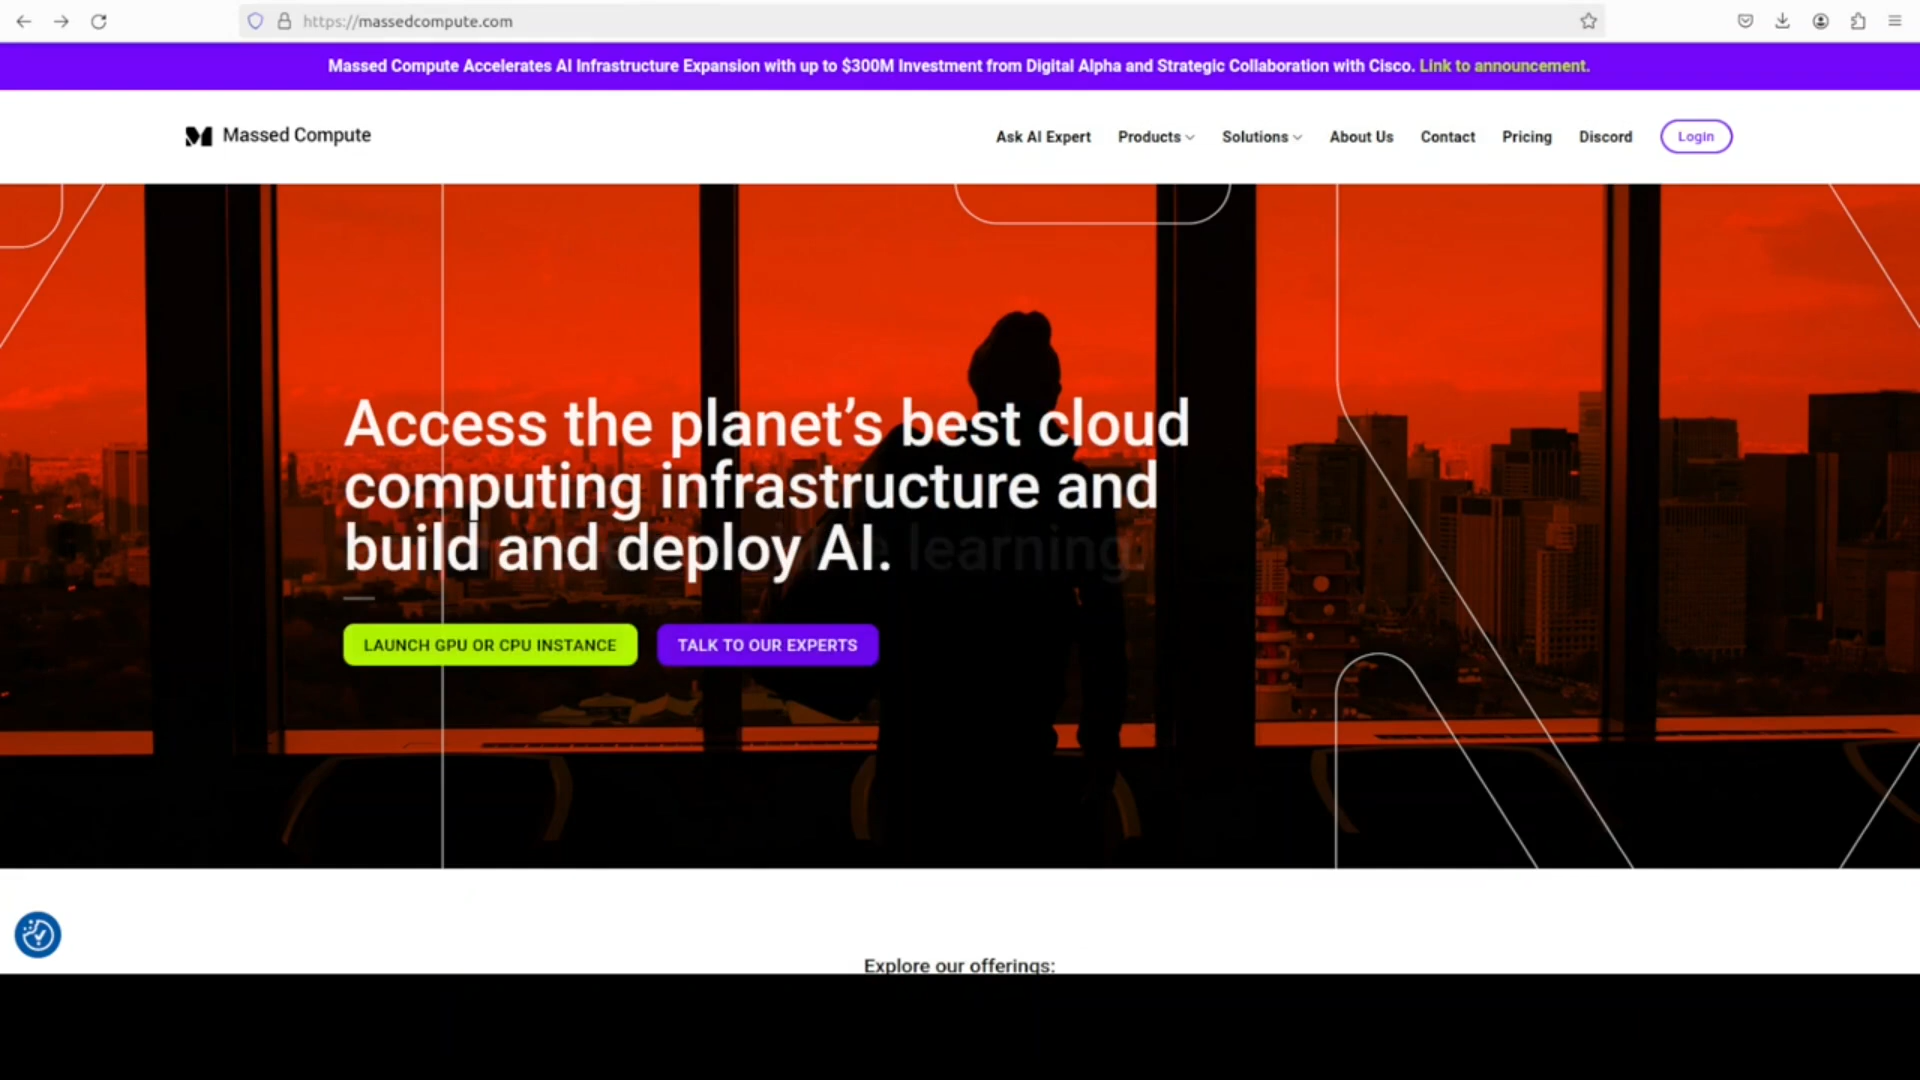 https://massedcompute.com
Massed Compute Accelerates AI Infrastructure Expansion with up to $300M Investment from Digital Alpha and Strategic Collaboration with Cisco. Link to announcement.
Massed Compute
Ask AI Expert Products Solutions About Us Contact Pricing Discord Login
Access the planet’s best cloud
computing infrastructure and
build and deploy AI. learning.
LAUNCH GPU OR CPU INSTANCE TALK TO OUR EXPERTS
Explore our offerings: